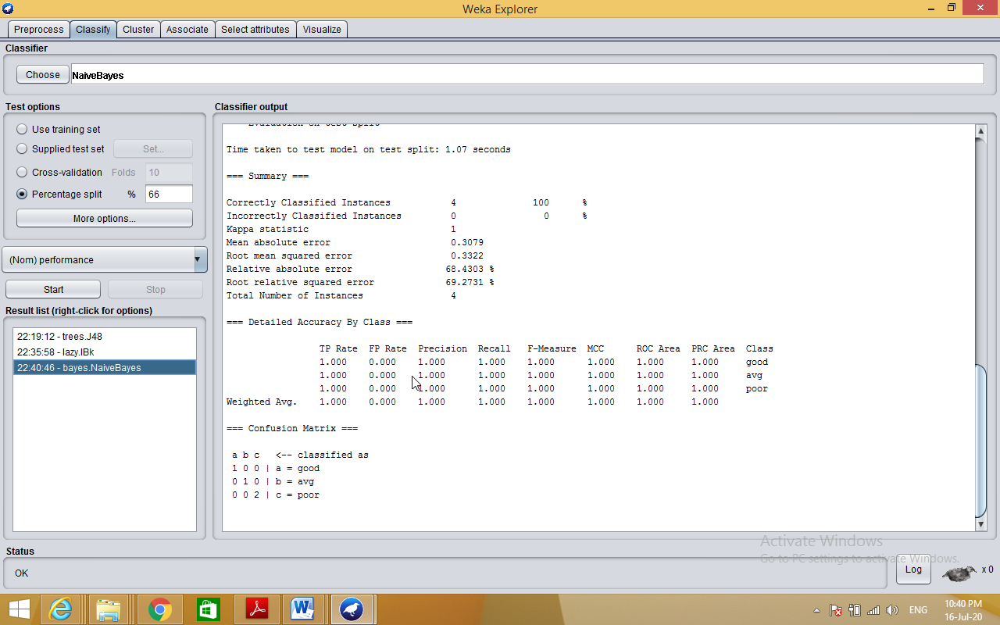 Weka Explorer
Preprocess Classify Cluster Associate Select attributes Visualize
Classifier
Choose NaiveBayes
Test options
Use training set
Supplied test set Set...
Cross-validation Folds 10
Percentage split % 66
More options...
(Nom) performance
Start Stop
Result list (right-click for options)
22:19:12 - trees.J48
22:35:58 - lazy.IBk
22:40:46 - bayes.NaiveBayes
Classifier output
Time taken to test model on test split: 1.07 seconds
=== Summary ===
Correctly Classified Instances 4 100 %
Incorrectly Classified Instances 0 0 %
Kappa statistic 1
Mean absolute error 0.3079
Root mean squared error 0.3322
Relative absolute error 68.4303 %
Root relative squared error 69.2731 %
Total Number of Instances 4
=== Detailed Accuracy By Class ===
TP Rate FP Rate Precision Recall F-Measure MCC ROC Area PRC Area Class
1.000 0.000 1.000 1.000 1.000 1.000 1.000 1.000 good
1.000 0.000 1.000 1.000 1.000 1.000 1.000 1.000 avg
1.000 0.000 1.000 1.000 1.000 1.000 1.000 1.000 poor
Weighted Avg. 1.000 0.000 1.000 1.000 1.000 1.000 1.000 1.000
=== Confusion Matrix ===
a b c <-- classified as
1 0 0 | a = good
0 1 0 | b = avg
0 0 2 | c = poor
Activate Windows
Go to PC settings to activate Windows.
Status
OK
Log x 0
ENG
10:40 PM
16-Jul-20